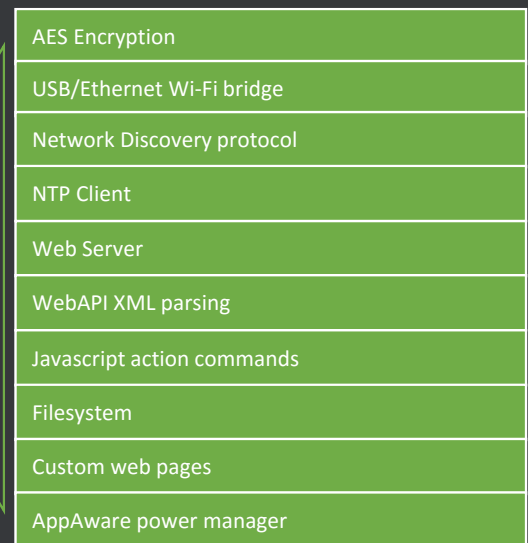 AES Encryption
USB/Ethernet Wi-Fi bridge
Network Discovery protocol
NTP Client
Web Server
WebAPI XML parsing
Javascript action commands
Filesystem
Custom web pages
AppAware power manager